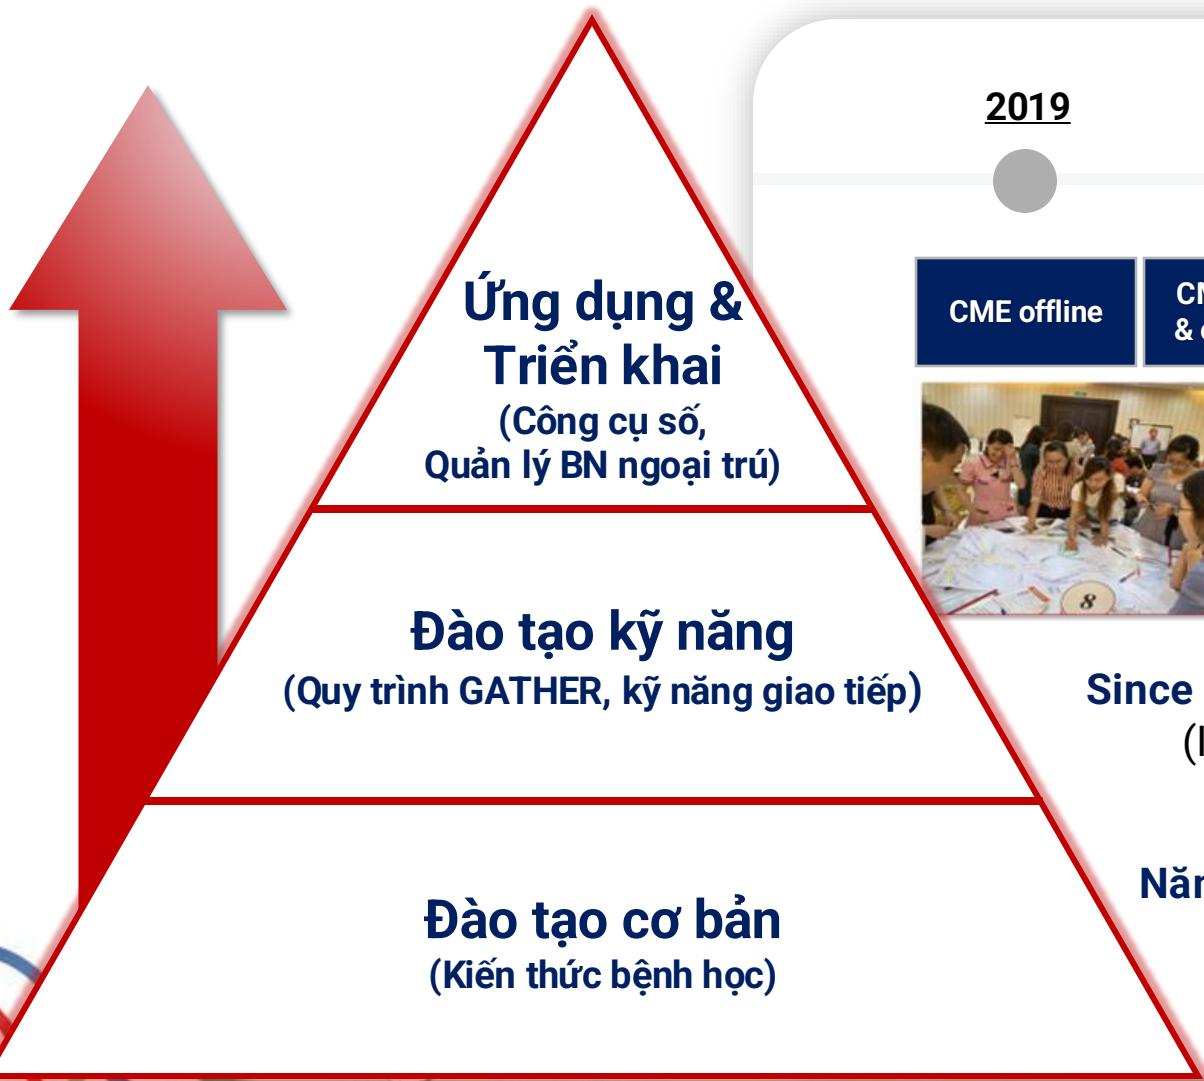 2019
CME offline
&
Ứng dụng &
Triển khai
(Công cụ số,
Quản lý BN ngoại trú)
8
Đào tạo kỹ năng
(Quy trình GATHER, kỹ năng giao tiếp)
Since
Đào tạo cơ bản
(Kiến thức bệnh học)